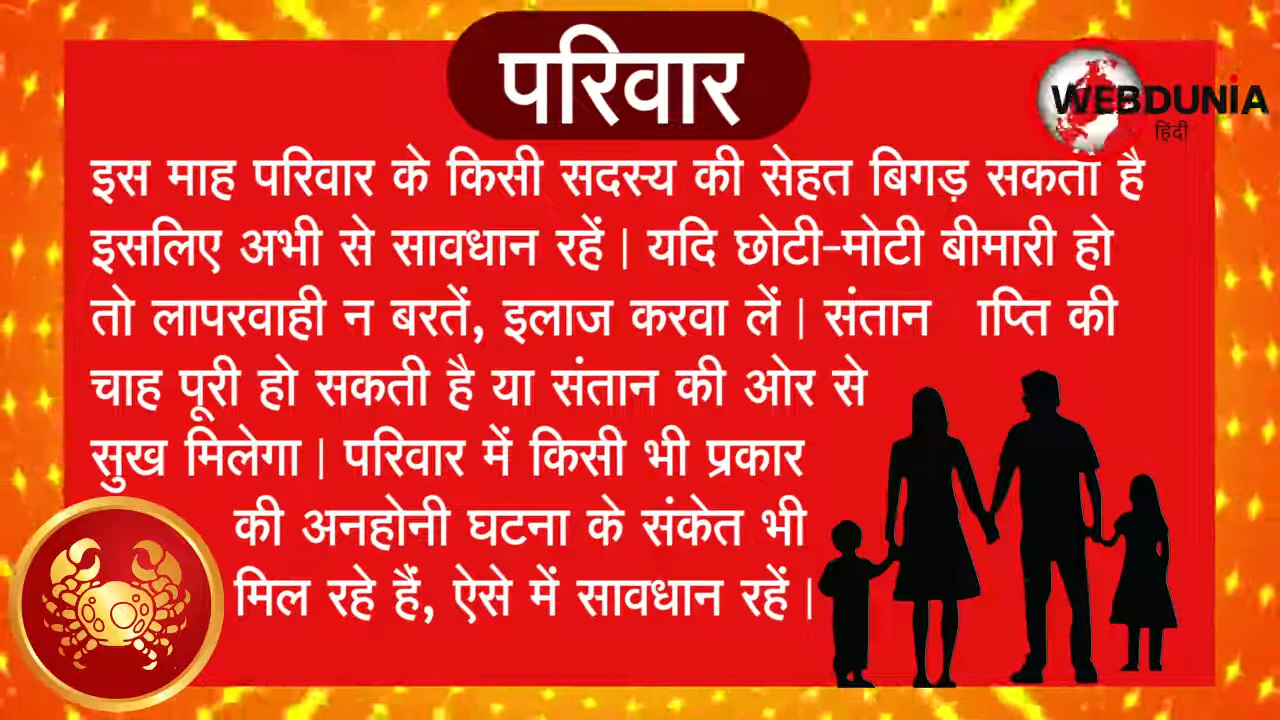 परिवार
WEBDUNIA
हिंदी
इस माह परिवार के किसी सदस्य की सेहत बिगड़ सकती है
इसलिए अभी से सावधान रहें | यदि छोटी-मोटी बीमारी हो
तो लापरवाही न बरतें, इलाज करवा लें | संतान ाप्ति की
चाह पूरी हो सकती है या संतान की ओर से
सुख मिलेगा | परिवार में किसी भी प्रकार
की अनहोनी घटना के संकेत भी
मिल रहे हैं, ऐसे में सावधान रहें |